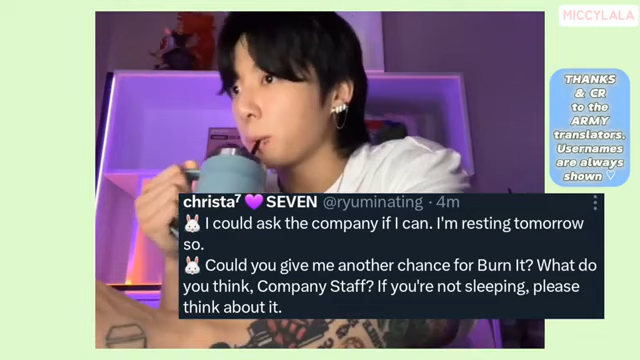 MICCYLALA
THANKS
& CR
to the
ARMY
translators.
Usernames
are always
shown ♡
christa⁷ 💜 SEVEN @ryuminating · 4m
🐰 I could ask the company if I can. I'm resting tomorrow
so.
🐰 Could you give me another chance for Burn It? What do
you think, Company Staff? If you're not sleeping, please
think about it.